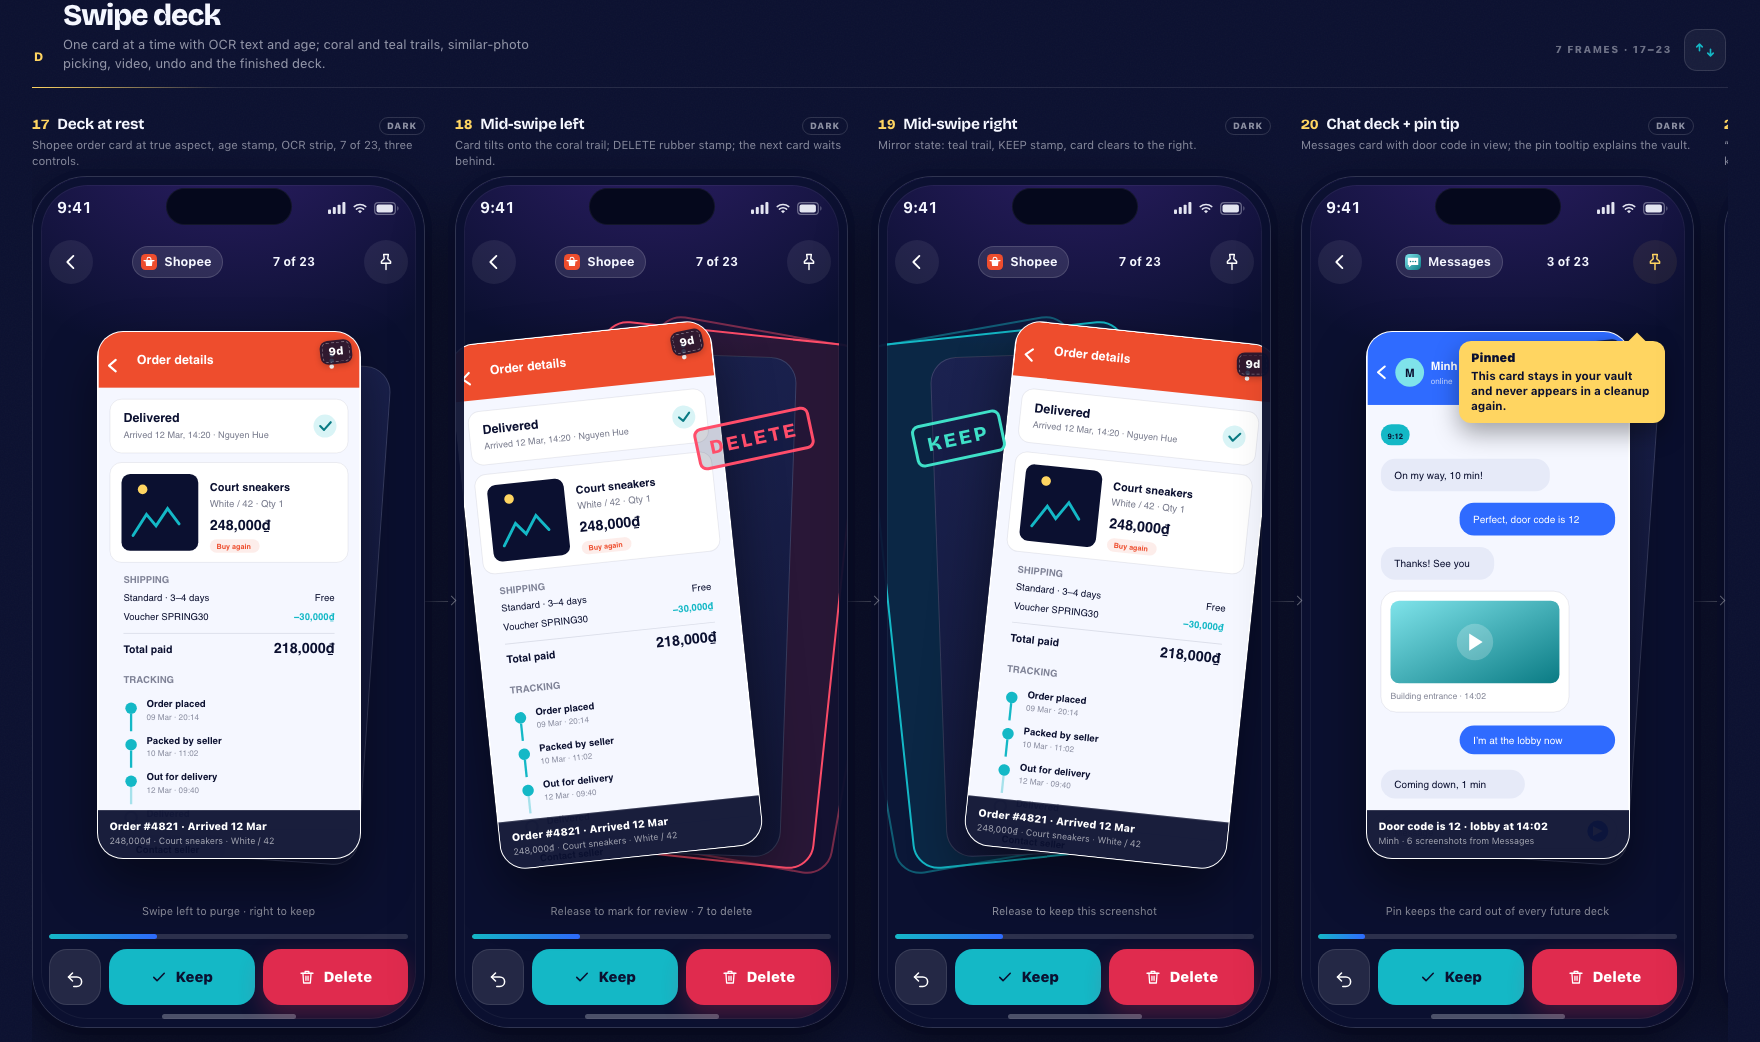 Swipe deck
D
One card at a time with OCR text and age; coral and teal trails, similar-photo
picking, video, undo and the finished deck.
7 FRAMES · 17–23
17 Deck at rest
DARK
Shopee order card at true aspect, age stamp, OCR strip, 7 of 23, three
controls.
9:41
Shopee
7 of 23
Order details
9d
Delivered
Arrived 12 Mar, 14:20 · Nguyen Hue
Court sneakers
White / 42 · Qty 1
248,000₫
Buy again
SHIPPING
Standard · 3–4 days
Free
Voucher SPRING30
−30,000₫
Total paid
218,000₫
TRACKING
Order placed
09 Mar · 20:14
Packed by seller
10 Mar · 11:02
Out for delivery
12 Mar · 09:40
Order #4821 · Arrived 12 Mar
248,000₫ · Court sneakers · White / 42
Swipe left to purge · right to keep
Keep
Delete
18 Mid-swipe left
DARK
Card tilts onto the coral trail; DELETE rubber stamp; the next card waits
behind.
9:41
Shopee
7 of 23
Order details
9d
Delivered
Arrived 12 Mar, 14:20 · Nguyen Hue
DELETE
Court sneakers
White / 42 · Qty 1
248,000₫
Buy again
SHIPPING
Standard · 3–4 days
Free
Voucher SPRING30
−30,000₫
Total paid
218,000₫
TRACKING
Order placed
09 Mar · 20:14
Packed by seller
10 Mar · 11:02
Out for delivery
12 Mar · 09:40
Order #4821 · Arrived 12 Mar
248,000₫ · Court sneakers · White / 42
Release to mark for review · 7 to delete
Keep
Delete
19 Mid-swipe right
DARK
Mirror state: teal trail, KEEP stamp, card clears to the right.
9:41
Shopee
7 of 23
Order details
9d
Delivered
Arrived 12 Mar, 14:20 · Nguyen Hue
KEEP
Court sneakers
White / 42 · Qty 1
248,000₫
Buy again
SHIPPING
Standard · 3–4 days
Free
Voucher SPRING30
−30,000₫
Total paid
218,000₫
TRACKING
Order placed
09 Mar · 20:14
Packed by seller
10 Mar · 11:02
Out for delivery
12 Mar · 09:40
Order #4821 · Arrived 12 Mar
248,000₫ · Court sneakers · White / 42
Release to keep this screenshot
Keep
Delete
20 Chat deck + pin tip
DARK
Messages card with door code in view; the pin tooltip explains the vault.
9:41
Messages
3 of 23
M
Minh
online
Pinned
This card stays in your vault
and never appears in a cleanup
again.
9:12
On my way, 10 min!
Perfect, door code is 12
Thanks! See you
Building entrance · 14:02
I'm at the lobby now
Coming down, 1 min
Door code is 12 · lobby at 14:02
Minh · 6 screenshots from Messages
Pin keeps the card out of every future deck
Keep
Delete